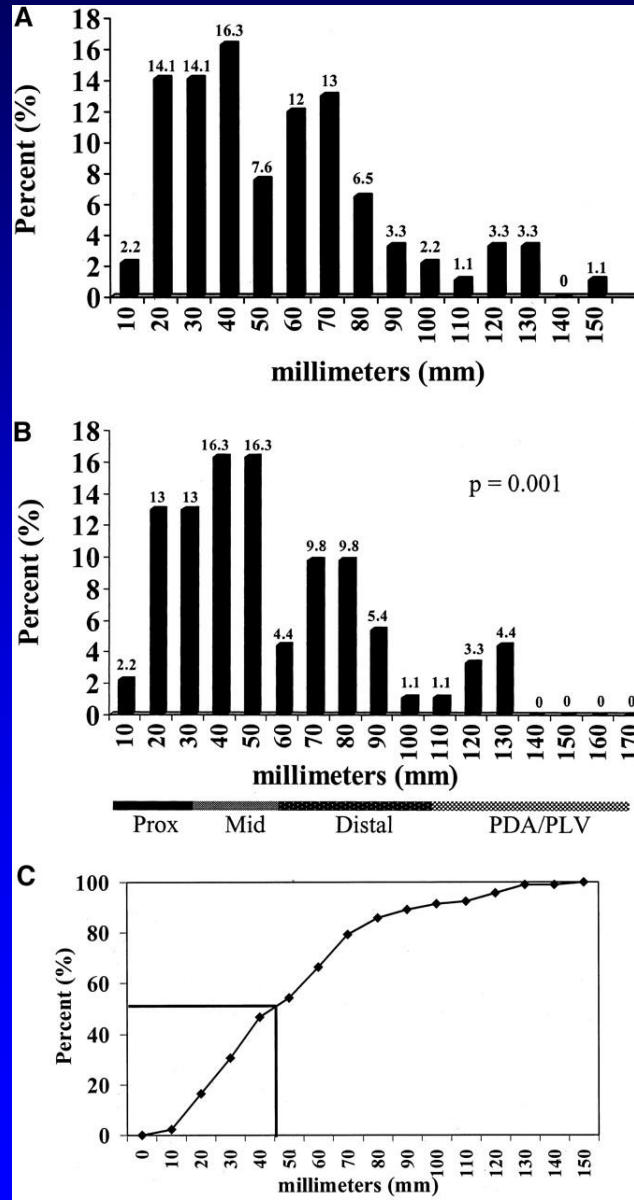 A
18
16
14
12
10
8
6
4
2
0
Percent (%)
2.2 14.1 14.1 16.3 7.6 12 13 6.5 3.3 2.2 1.1 3.3 3.3 0 1.1
10 20 30 40 50 60 70 80 90 100 110 120 130 140 150
millimeters (mm)
B
18
16
14
12
10
8
6
4
2
0
Percent (%)
p = 0.001
2.2 13 13 16.3 16.3 4.4 9.8 9.8 5.4 1.1 1.1 3.3 4.4 0 0 0 0
10 20 30 40 50 60 70 80 90 100 110 120 130 140 150 160 170
millimeters (mm)
Prox Mid Distal PDA/PLV
C
100
80
60
40
20
0
Percent (%)
0 10 20 30 40 50 60 70 80 90 100 110 120 130 140 150
millimeters (mm)